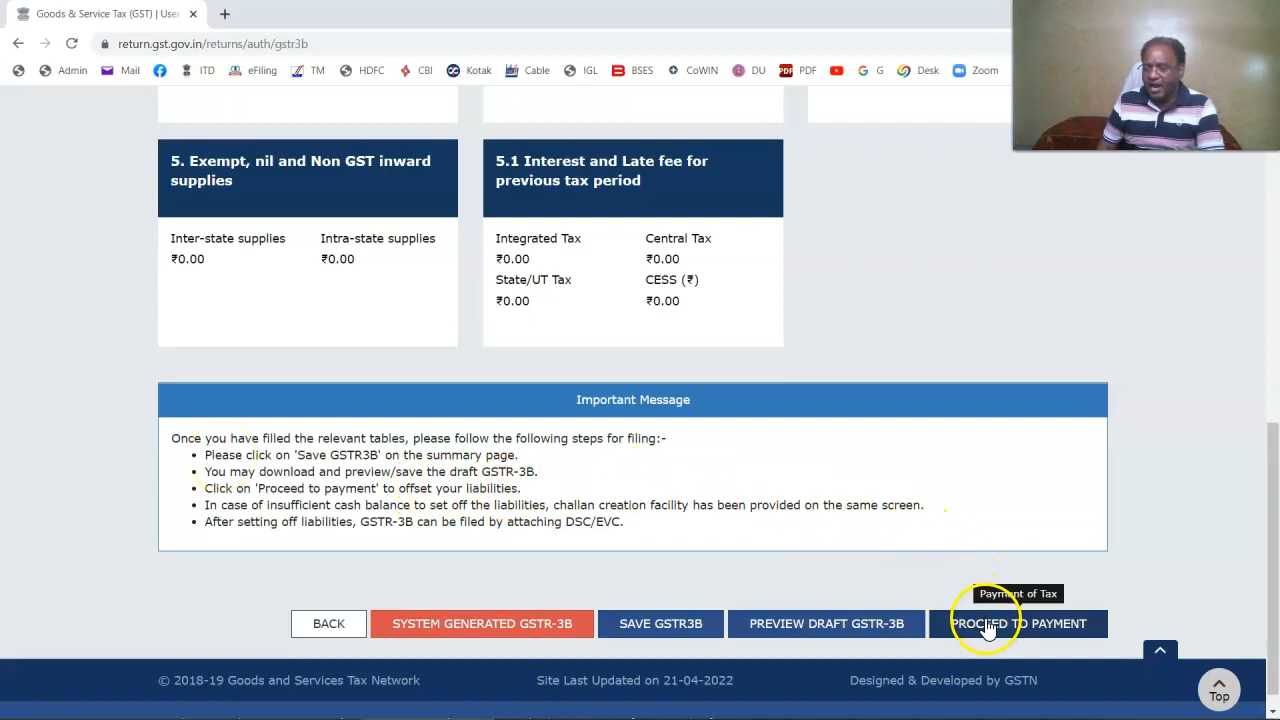 Goods & Service Tax (GST) | User
return.gst.gov.in/returns/auth/gstr3b
Admin Mail ITD eFiling TM HDFC CBI Kotak Cable IGL BSES CoWIN DU PDF YouTube G Desk Zoom
5. Exempt, nil and Non GST inward
supplies
5.1 Interest and Late fee for
previous tax period
Inter-state supplies Intra-state supplies
₹0.00 ₹0.00
Integrated Tax Central Tax
₹0.00 ₹0.00
State/UT Tax CESS (₹)
₹0.00 ₹0.00
Important Message
Once you have filled the relevant tables, please follow the following steps for filing:-
• Please click on 'Save GSTR3B' on the summary page.
• You may download and preview/save the draft GSTR-3B.
• Click on 'Proceed to payment' to offset your liabilities.
• In case of insufficient cash balance to set off the liabilities, challan creation facility has been provided on the same screen.
• After setting off liabilities, GSTR-3B can be filed by attaching DSC/EVC.
Payment of Tax
BACK SYSTEM GENERATED GSTR-3B SAVE GSTR3B PREVIEW DRAFT GSTR-3B PROCEED TO PAYMENT
© 2018-19 Goods and Services Tax Network Site Last Updated on 21-04-2022 Designed & Developed by GSTN
Top